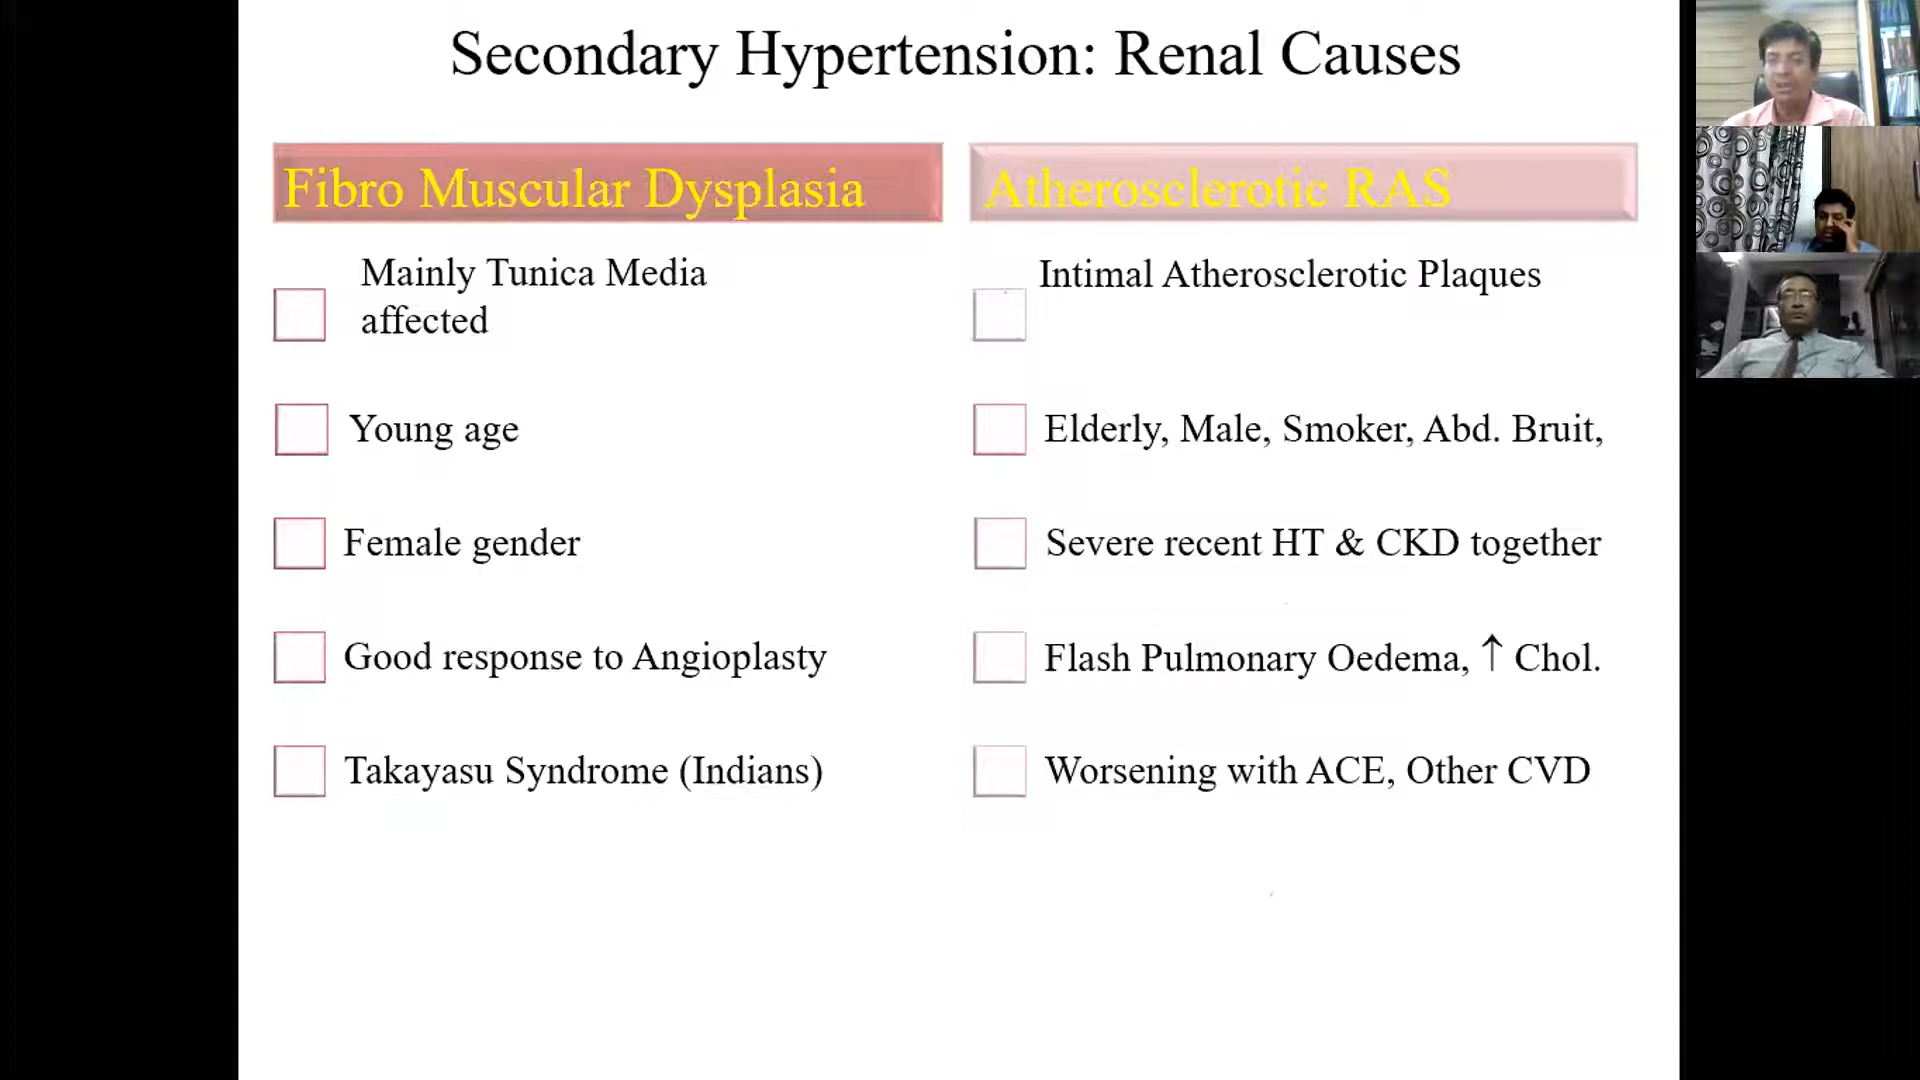 Secondary Hypertension: Renal Causes
Fibro Muscular Dysplasia
Mainly Tunica Media
affected
Young age
Female gender
Good response to Angioplasty
Takayasu Syndrome (Indians)
Atherosclerotic RAS
Intimal Atherosclerotic Plaques
Elderly, Male, Smoker, Abd. Bruit,
Severe recent HT & CKD together
Flash Pulmonary Oedema, ↑ Chol.
Worsening with ACE, Other CVD